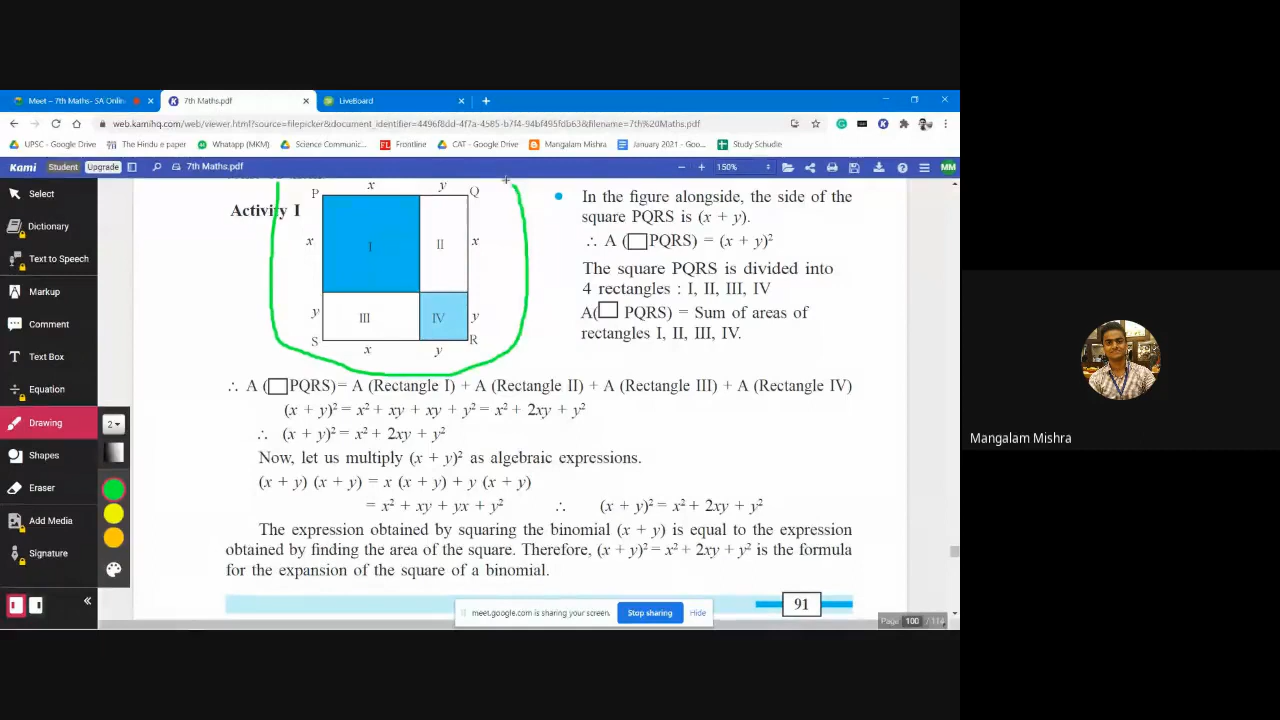 Meet – 7th Maths- SA Onlin
7th Maths.pdf
LiveBoard
web.kamihq.com/web/viewer.html?source=filepicker&document_identifier=4496f8dd-4f7a-4585-b7f4-94bf495fdb63&filename=7th%20Maths.pdf
UPSC - Google Drive
The Hindu e paper
Whatapp (MKM)
Science Communic...
FL Frontline
CAT - Google Drive
Mangalam Mishra
January 2021 - Goo...
Study Schudle
Kami
Student
Upgrade
7th Maths.pdf
150%
MM
Select
Dictionary
Text to Speech
Markup
Comment
Text Box
Equation
Drawing
Shapes
Eraser
Add Media
Signature
2
Activity I
P x y Q
x I II x
y III IV y
S x y R
• In the figure alongside, the side of the
square PQRS is (x + y).
∴ A (□PQRS) = (x + y)²
The square PQRS is divided into
4 rectangles : I, II, III, IV
A(□ PQRS) = Sum of areas of
rectangles I, II, III, IV.
∴ A (□PQRS)= A (Rectangle I) + A (Rectangle II) + A (Rectangle III) + A (Rectangle IV)
(x + y)² = x² + xy + xy + y² = x² + 2xy + y²
∴ (x + y)² = x² + 2xy + y²
Now, let us multiply (x + y)² as algebraic expressions.
(x + y) (x + y) = x (x + y) + y (x + y)
= x² + xy + yx + y² ∴ (x + y)² = x² + 2xy + y²
The expression obtained by squaring the binomial (x + y) is equal to the expression
obtained by finding the area of the square. Therefore, (x + y)² = x² + 2xy + y² is the formula
for the expansion of the square of a binomial.
91
meet.google.com is sharing your screen.
Stop sharing
Hide
Page 100 / 114
Mangalam Mishra